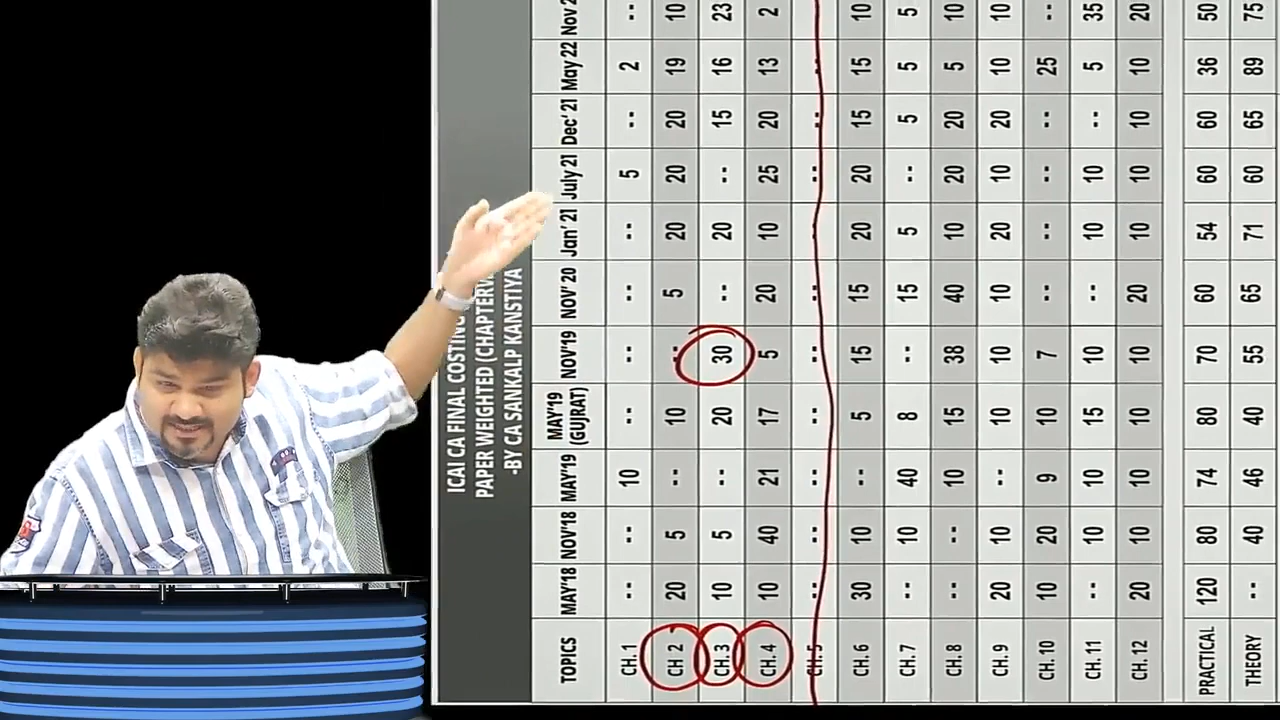 ICAI CA FINAL COSTING
PAPER WEIGHTED
-BY CA SANKALP KANSTIYA
TOPICS MAY'18 NOV'18 MAY'19 MAY'19 (GUJRAT) NOV'19 NOV'20 Jan' 21 July 21 Dec' 21 May 22 Nov
CH. 1 -- -- 10 -- -- -- -- 5 -- 2 --
CH 2 20 5 -- 10 -- 5 20 20 20 19 10
CH. 3 10 5 -- 20 30 -- 20 -- 15 16 23
CH. 4 10 40 21 17 5 20 10 25 20 13 2
CH. 5 -- -- -- -- -- -- -- -- -- --
CH. 6 30 10 -- 5 15 15 20 20 15 15 10
CH. 7 -- 10 40 8 -- 15 5 -- 5 5 5
CH. 8 -- -- 10 15 38 40 10 20 20 5 10
CH. 9 20 10 -- 10 10 10 20 10 20 10 10
CH. 10 10 20 9 10 7 -- -- -- -- 25 --
CH. 11 -- 10 10 15 10 -- 10 10 -- 5 35
CH. 12 20 10 10 10 10 20 10 10 10 10 20
PRACTICAL 120 80 74 80 70 60 54 60 60 36 50
THEORY -- 40 46 40 55 65 71 60 65 89 75